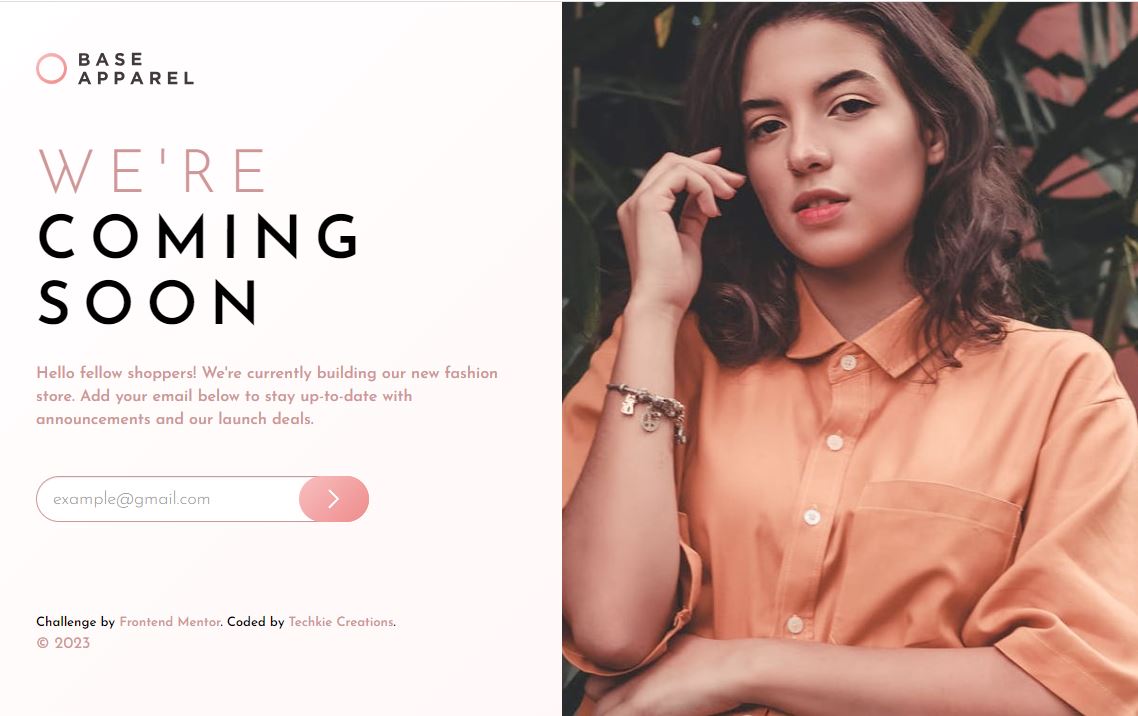 BASE
APPAREL
WE'RE
COMING
SOON
Hello fellow shoppers! We're currently building our new fashion
store. Add your email below to stay up-to-date with
announcements and our launch deals.
example@gmail.com
Challenge by Frontend Mentor. Coded by Techkie Creations.
© 2023